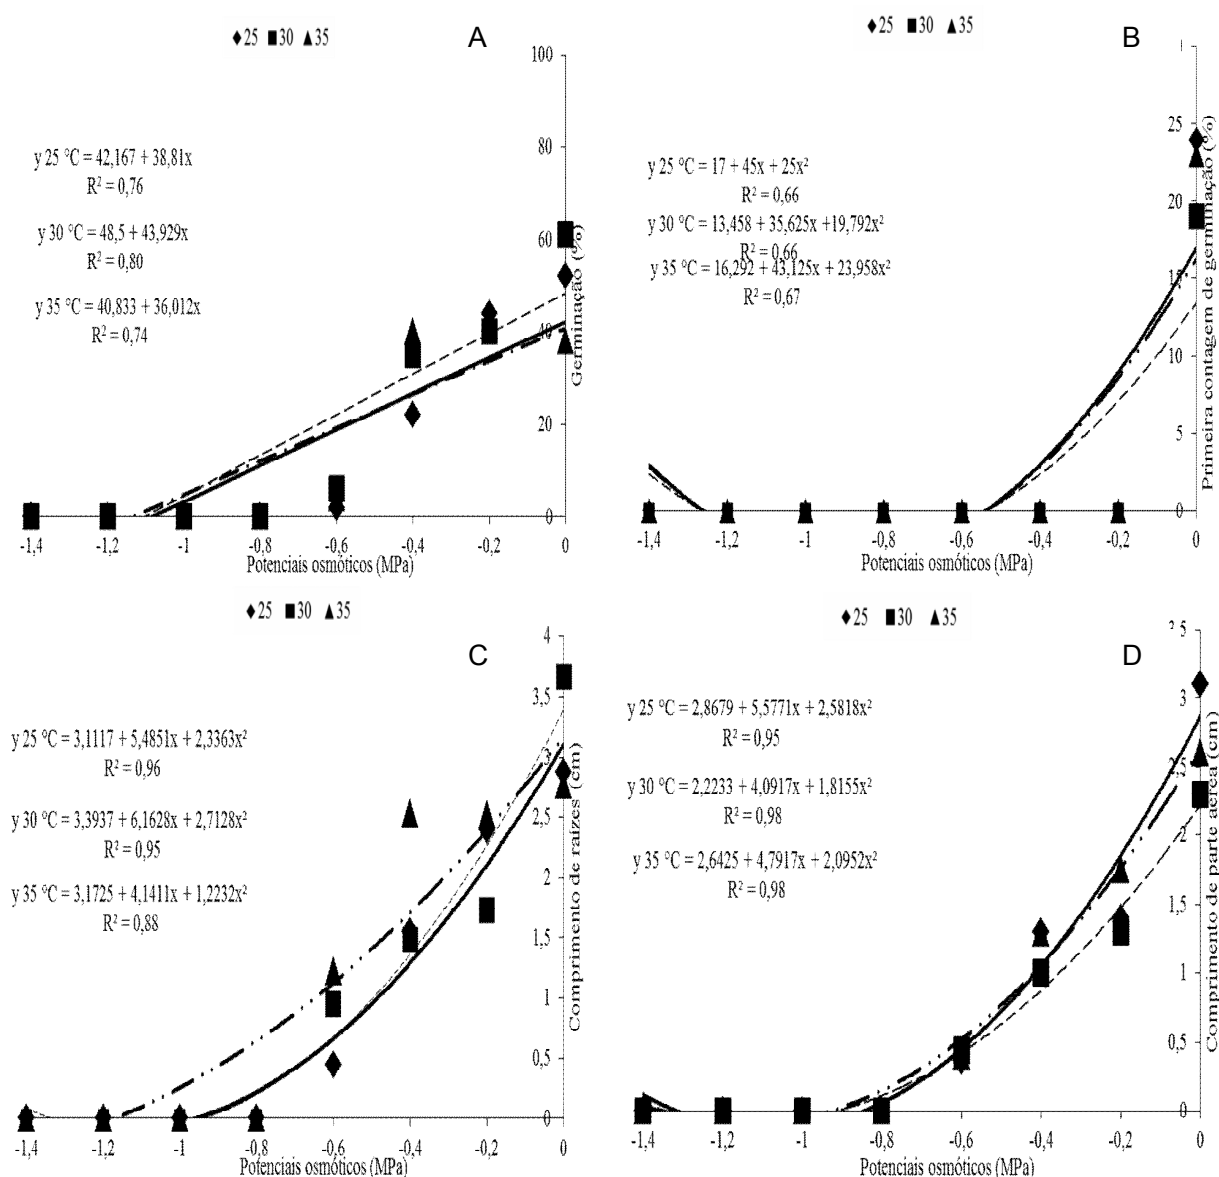 25 30 35
A
100
80
60
40
20
0
Germinação (%)
y 25 °C = 42,167 + 38,81x
R² = 0,76
y 30 °C = 48,5 + 43,929x
R² = 0,80
y 35 °C = 40,833 + 36,012x
R² = 0,74
-1,4 -1,2 -1 -0,8 -0,6 -0,4 -0,2 0
Potenciais osmóticos (MPa)
25 30 35
B
25
20
15
10
5
0
Primeira contagem de germinação (%)
y 25 °C = 17 + 45x + 25x²
R² = 0,66
y 30 °C = 13,458 + 35,625x + 19,792x²
R² = 0,66
y 35 °C = 16,292 + 43,125x + 23,958x²
R² = 0,67
-1,4 -1,2 -1 -0,8 -0,6 -0,4 -0,2 0
Potenciais osmóticos (MPa)
25 30 35
C
4
3,5
3
2,5
2
1,5
1
0,5
0
Comprimento de raízes (cm)
y 25 °C = 3,1117 + 5,4851x + 2,3363x²
R² = 0,96
y 30 °C = 3,3937 + 6,1628x + 2,7128x²
R² = 0,95
y 35 °C = 3,1725 + 4,1411x + 1,2232x²
R² = 0,88
-1,4 -1,2 -1 -0,8 -0,6 -0,4 -0,2 0
Potenciais osmóticos (MPa)
25 30 35
D
3
2,5
2
1,5
1
0,5
0
Comprimento de parte aérea (cm)
y 25 °C = 2,8679 + 5,5771x + 2,5818x²
R² = 0,95
y 30 °C = 2,2233 + 4,0917x + 1,8155x²
R² = 0,98
y 35 °C = 2,6425 + 4,7917x + 2,0952x²
R² = 0,98
-1,4 -1,2 -1 -0,8 -0,6 -0,4 -0,2 0
Potenciais osmóticos (MPa)